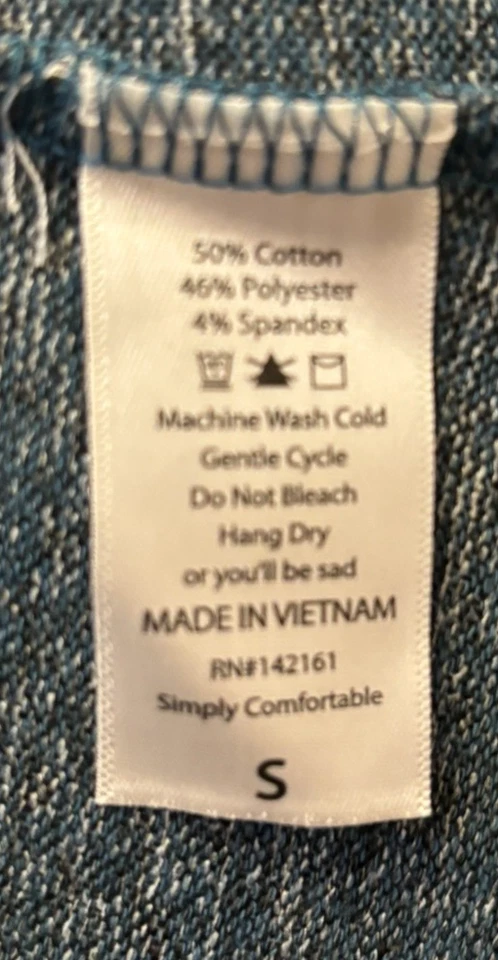 50% Cotton
46% Polyester
4% Spandex
Machine Wash Cold
Gentle Cycle
Do Not Bleach
Hang Dry
or you'll be sad
MADE IN VIETNAM
RN#142161
Simply Comfortable
S